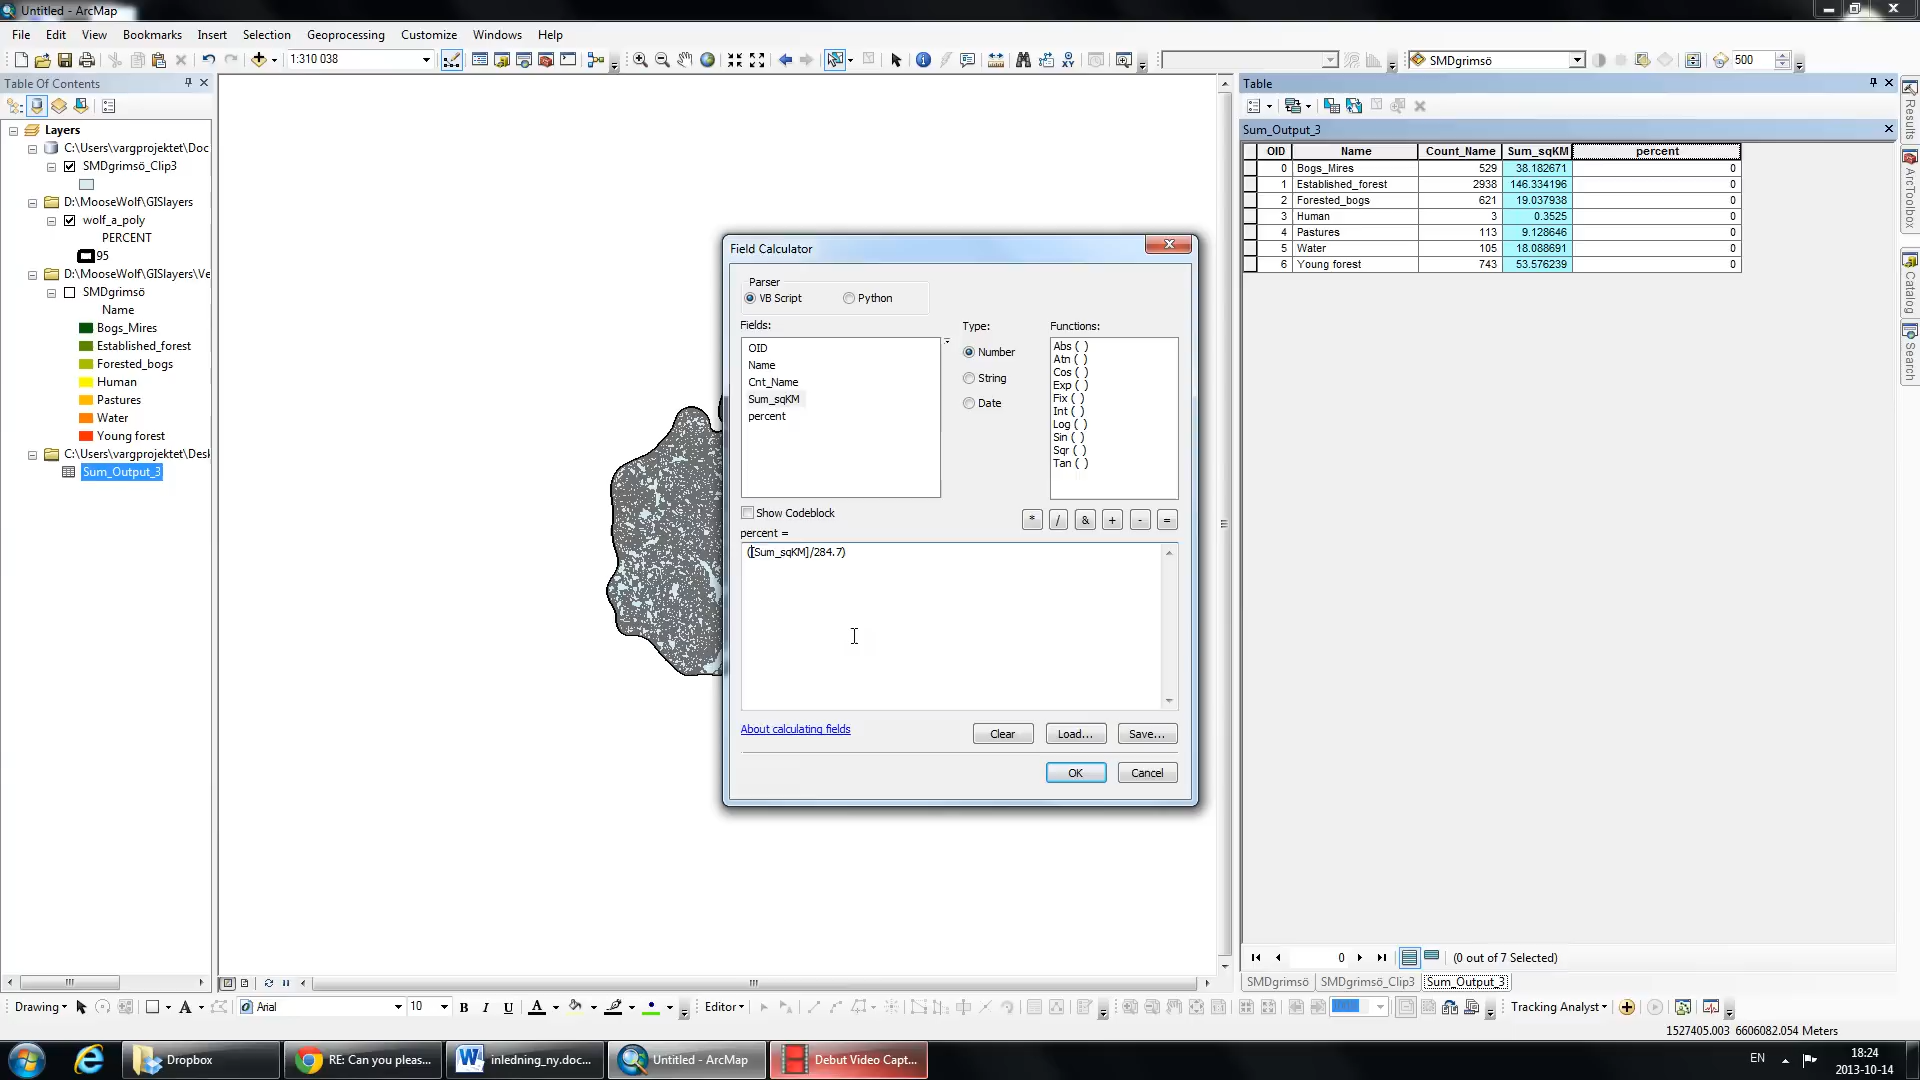 Untitled - ArcMap
File Edit View Bookmarks Insert Selection Geoprocessing Customize Windows Help
1:310 038
SMDgrimsö
500
Table Of Contents
Layers
C:\Users\vargprojektet\Doc
SMDgrimsö_Clip3
D:\MooseWolf\GISlayers
wolf_a_poly
PERCENT
95
D:\MooseWolf\GISlayers\Ve
SMDgrimsö
Name
Bogs_Mires
Established_forest
Forested_bogs
Human
Pastures
Water
Young forest
C:\Users\vargprojektet\Desk
Sum_Output_3
Field Calculator
Parser
VB Script Python
Fields:
OID
Name
Cnt_Name
Sum_sqKM
percent
Type:
Number
String
Date
Functions:
Abs ( )
Atn ( )
Cos ( )
Exp ( )
Fix ( )
Int ( )
Log ( )
Sin ( )
Sqr ( )
Tan ( )
Show Codeblock
* / & + - =
percent =
([Sum_sqKM]/284.7)
About calculating fields
Clear Load... Save...
OK Cancel
Table
Sum_Output_3
OID Name Count_Name Sum_sqKM percent
0 Bogs_Mires 529 38.182671 0
1 Established_forest 2938 146.334196 0
2 Forested_bogs 621 19.037938 0
3 Human 3 0.3525 0
4 Pastures 113 9.128646 0
5 Water 105 18.088691 0
6 Young forest 743 53.576239 0
0 (0 out of 7 Selected)
SMDgrimsö SMDgrimsö_Clip3 Sum_Output_3
Results
ArcToolbox
Catalog
Search
Drawing A Arial 10 B I U A Editor Tracking Analyst
1527405.003 6606082.054 Meters
Dropbox RE: Can you pleas... inledning_ny.doc... Untitled - ArcMap Debut Video Capt...
EN 18:24
2013-10-14